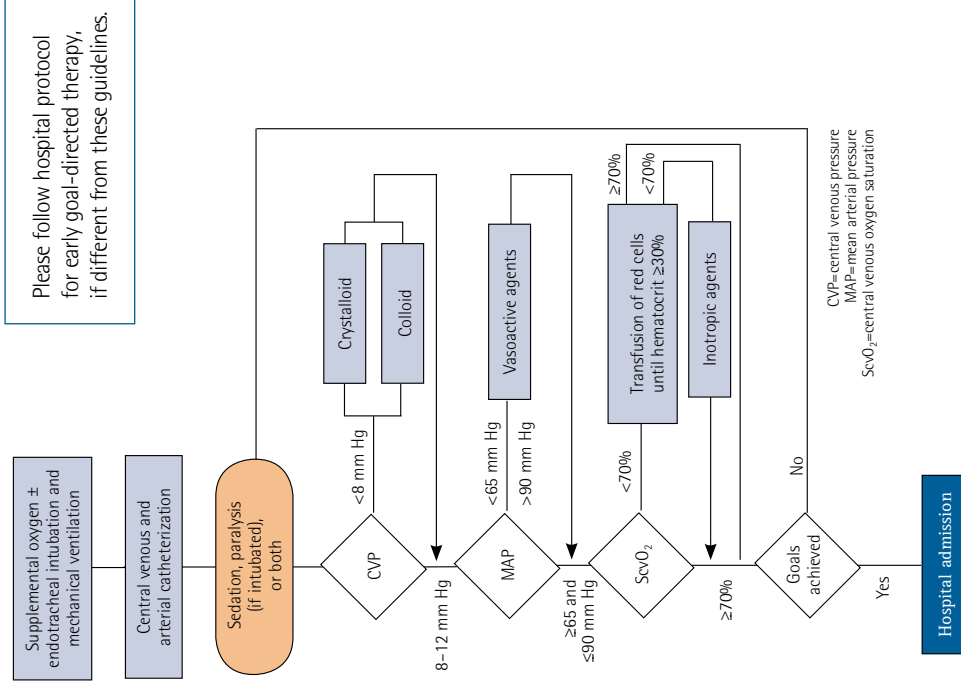 Please follow hospital protocol
for early goal-directed therapy,
if different from these guidelines.
Supplemental oxygen ±
endotracheal intubation and
mechanical ventilation
Central venous and
arterial catheterization
Sedation, paralysis
(if intubated),
or both
CVP
<8 mm Hg
Crystalloid
Colloid
8–12 mm Hg
MAP
<65 mm Hg
>90 mm Hg
Vasoactive agents
≥65 and
≤90 mm Hg
ScvO₂
<70%
Transfusion of red cells
until hematocrit ≥30%
≥70%
<70%
Inotropic agents
≥70%
Goals
achieved
No
Yes
Hospital admission
CVP=central venous pressure
MAP=mean arterial pressure
ScvO₂=central venous oxygen saturation